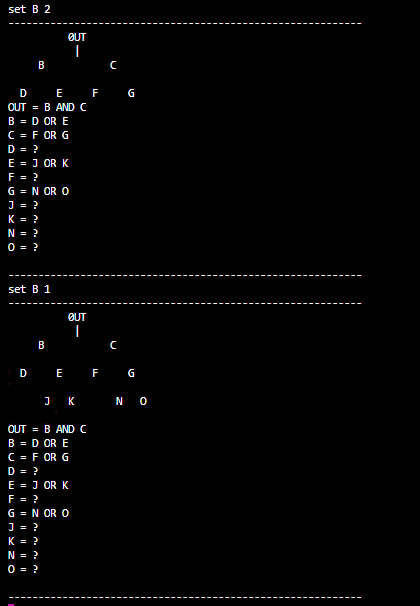 set B 2
-----------------------------------------------------------
OUT
|
B C
D E F G
OUT = B AND C
B = D OR E
C = F OR G
D = ?
E = J OR K
F = ?
G = N OR O
J = ?
K = ?
N = ?
O = ?
-----------------------------------------------------------
set B 1
-----------------------------------------------------------
OUT
|
B C
D E F G
J K N O
OUT = B AND C
B = D OR E
C = F OR G
D = ?
E = J OR K
F = ?
G = N OR O
J = ?
K = ?
N = ?
O = ?
-----------------------------------------------------------